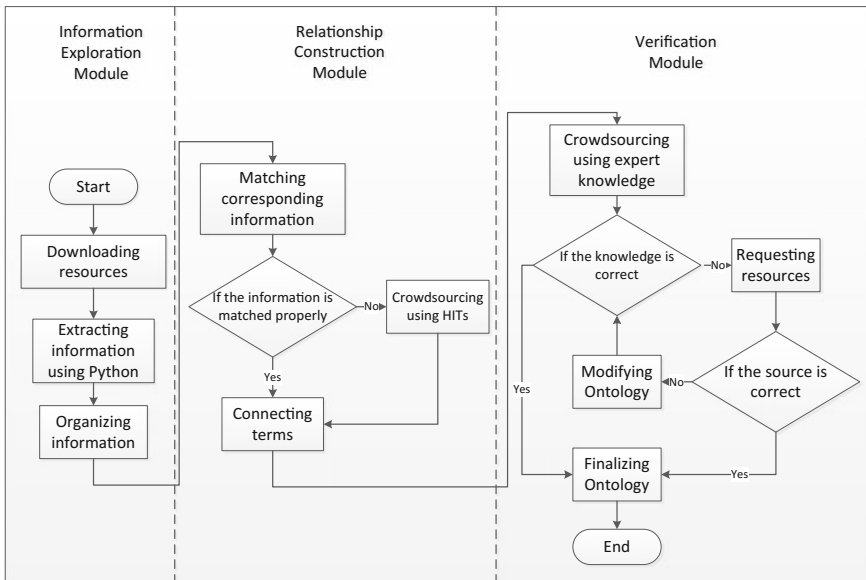 Information
Exploration
Module
Start
Downloading
resources
Extracting
information
using Python
Organizing
information
Relationship
Construction
Module
Matching
corresponding
information
If the information is
matched properly
No
Crowdsourcing
using HITs
Yes
Connecting
terms
Verification
Module
Crowdsourcing
using expert
knowledge
If the knowledge is
correct
No
Requesting
resources
If the source is
correct
No
Modifying
Ontology
Yes
Yes
Finalizing
Ontology
End